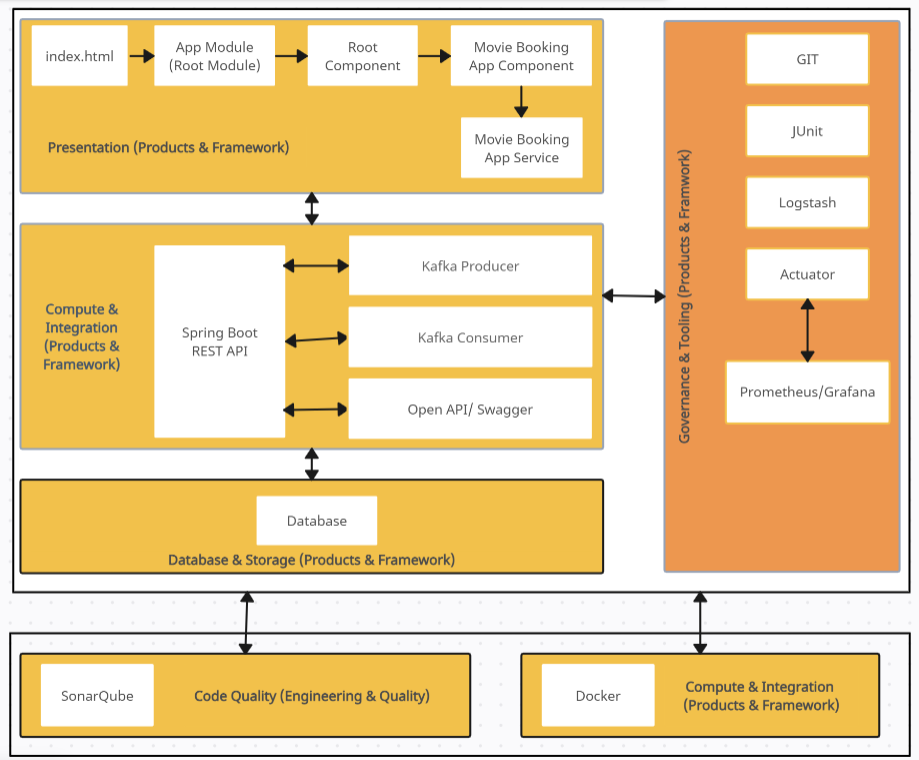 index.html
App Module
(Root Module)
Root
Component
Movie Booking
App Component
Movie Booking
App Service
Presentation (Products & Framework)
Compute &
Integration
(Products &
Framework)
Spring Boot
REST API
Kafka Producer
Kafka Consumer
Open API/ Swagger
Database
Database & Storage (Products & Framework)
Governance & Tooling (Products & Framwork)
GIT
JUnit
Logstash
Actuator
Prometheus/Grafana
SonarQube
Code Quality (Engineering & Quality)
Docker
Compute & Integration
(Products & Framework)